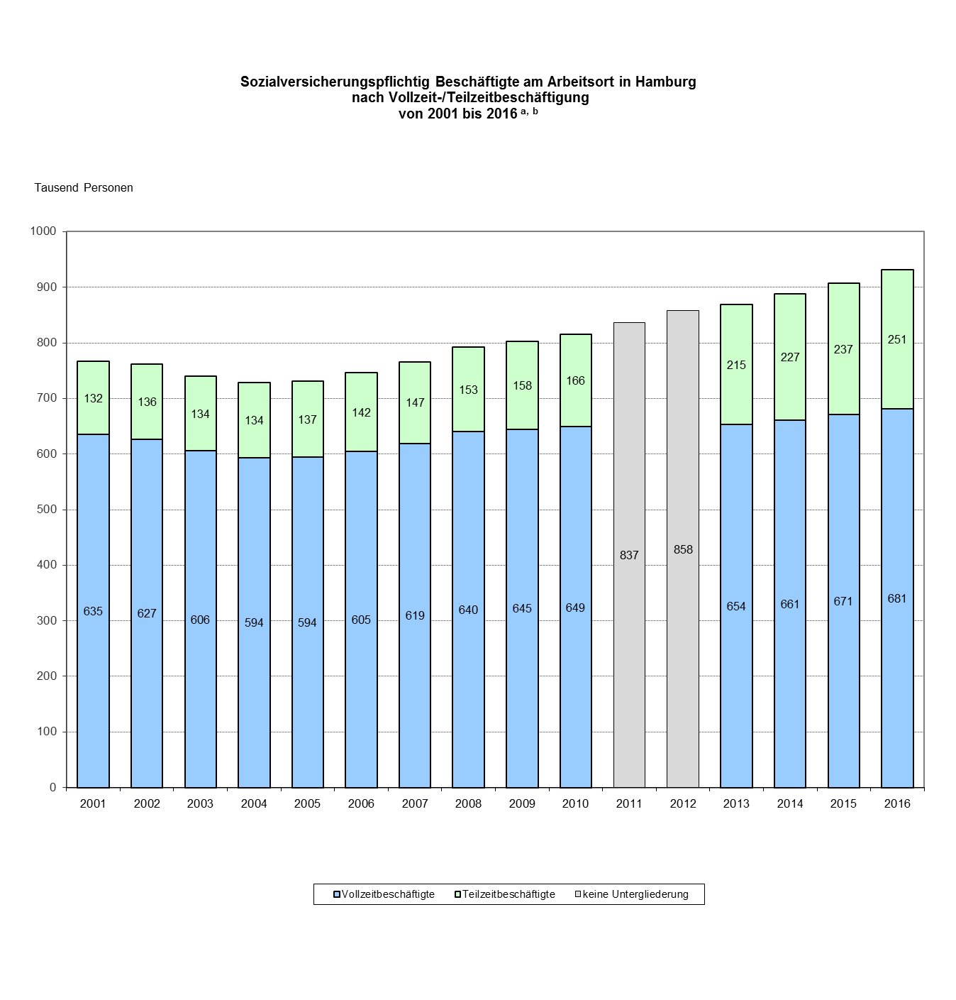 Sozialversicherungspflichtig Beschäftigte am Arbeitsort in Hamburg
nach Vollzeit-/Teilzeitbeschäftigung
von 2001 bis 2016 a, b
Tausend Personen
1000
900
800
700
600
500
400
300
200
100
0
132 136 134 134 137 142 147 153 158 166 215 227 237 251
837 858
635 627 606 594 594 605 619 640 645 649 654 661 671 681
2001 2002 2003 2004 2005 2006 2007 2008 2009 2010 2011 2012 2013 2014 2015 2016
Vollzeitbeschäftigte Teilzeitbeschäftigte keine Untergliederung